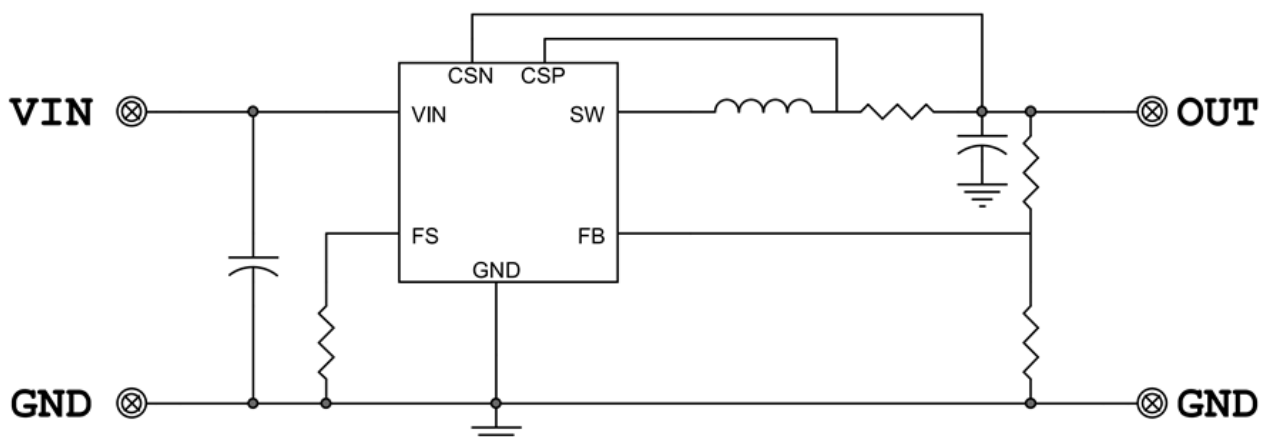 CSN CSP
VIN VIN SW OUT
FS FB
GND
GND GND